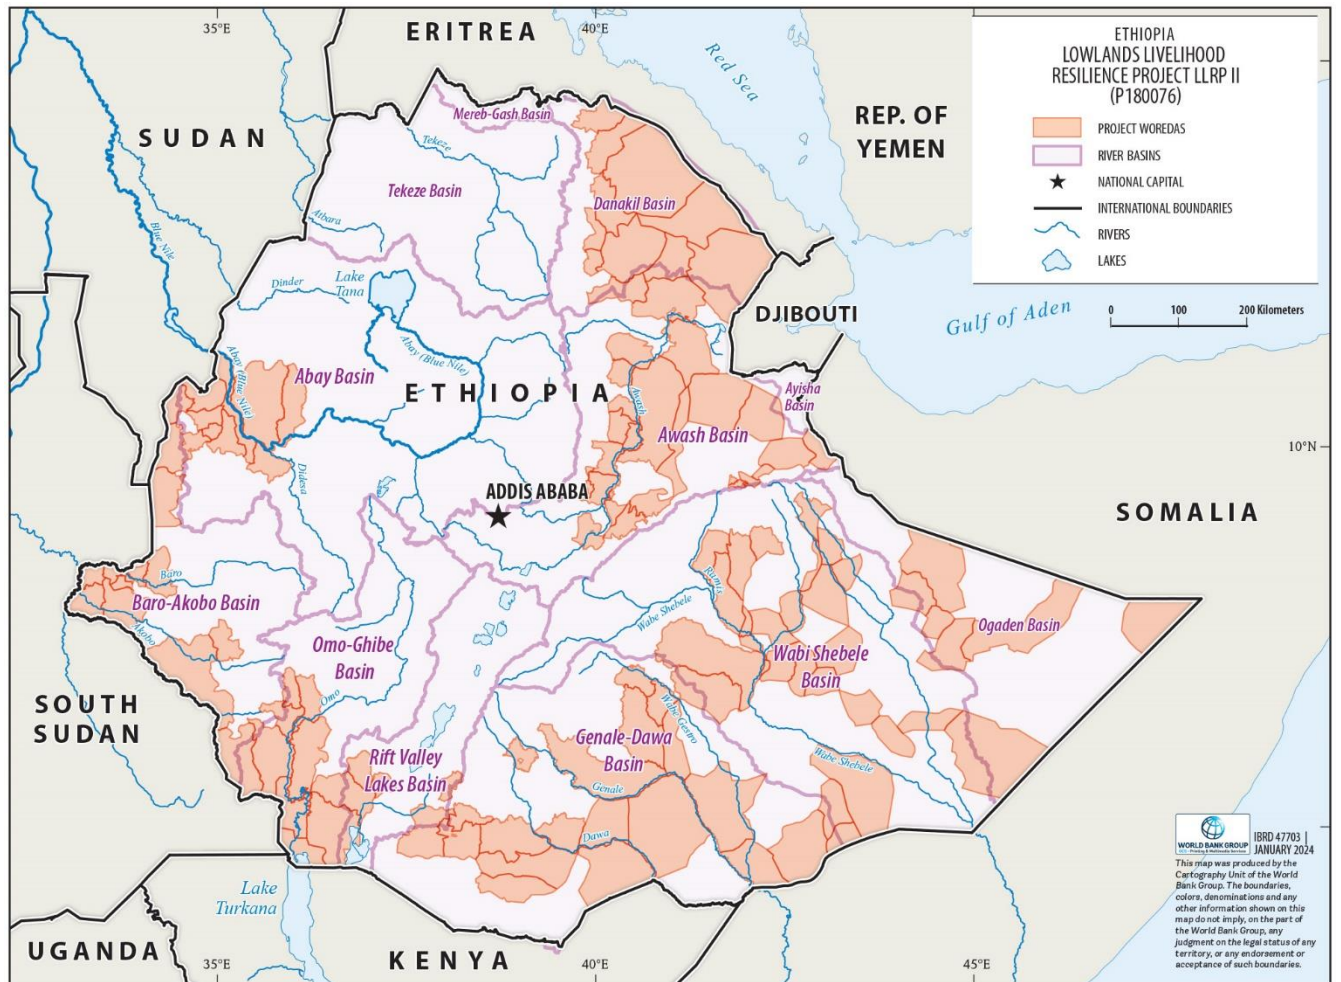 35°E
40°E
ERITREA
Red Sea
ETHIOPIA
LOWLANDS LIVELIHOOD
RESILIENCE PROJECT LLRP II
(P180076)
PROJECT WOREDAS
RIVER BASINS
NATIONAL CAPITAL
INTERNATIONAL BOUNDARIES
RIVERS
LAKES
0 100 200 Kilometers
REP. OF
YEMEN
SUDAN
Mereb-Gash Basin
Tekeze
Tekeze Basin
Danakil Basin
Atbara
Blue Nile
Dinder
Lake
Tana
DJIBOUTI
Gulf of Aden
Abay (Blue Nile)
Abay (Blue Nile)
Abay Basin
ETHIOPIA
Awash
Ayisha
Basin
Awash Basin
10°N
Didesa
ADDIS ABABA
SOMALIA
Baro
Baro-Akobo Basin
Akobo
Rumis
Wabe Shebele
Ogaden Basin
Omo-Ghibe
Basin
Wabi Shebele
Basin
SOUTH
SUDAN
Omo
Wabe Gestro
Genale-Dawa
Basin
Rift Valley
Lakes Basin
Wabe Shebele
Genale
Dawa
Lake
Turkana
UGANDA
KENYA
35°E
40°E
45°E
WORLD BANK GROUP
IBRD 47703 |
JANUARY 2024
This map was produced by the
Cartography Unit of the World
Bank Group. The boundaries,
colors, denominations and any
other information shown on this
map do not imply, on the part of
the World Bank Group, any
judgment on the legal status of any
territory, or any endorsement or
acceptance of such boundaries.